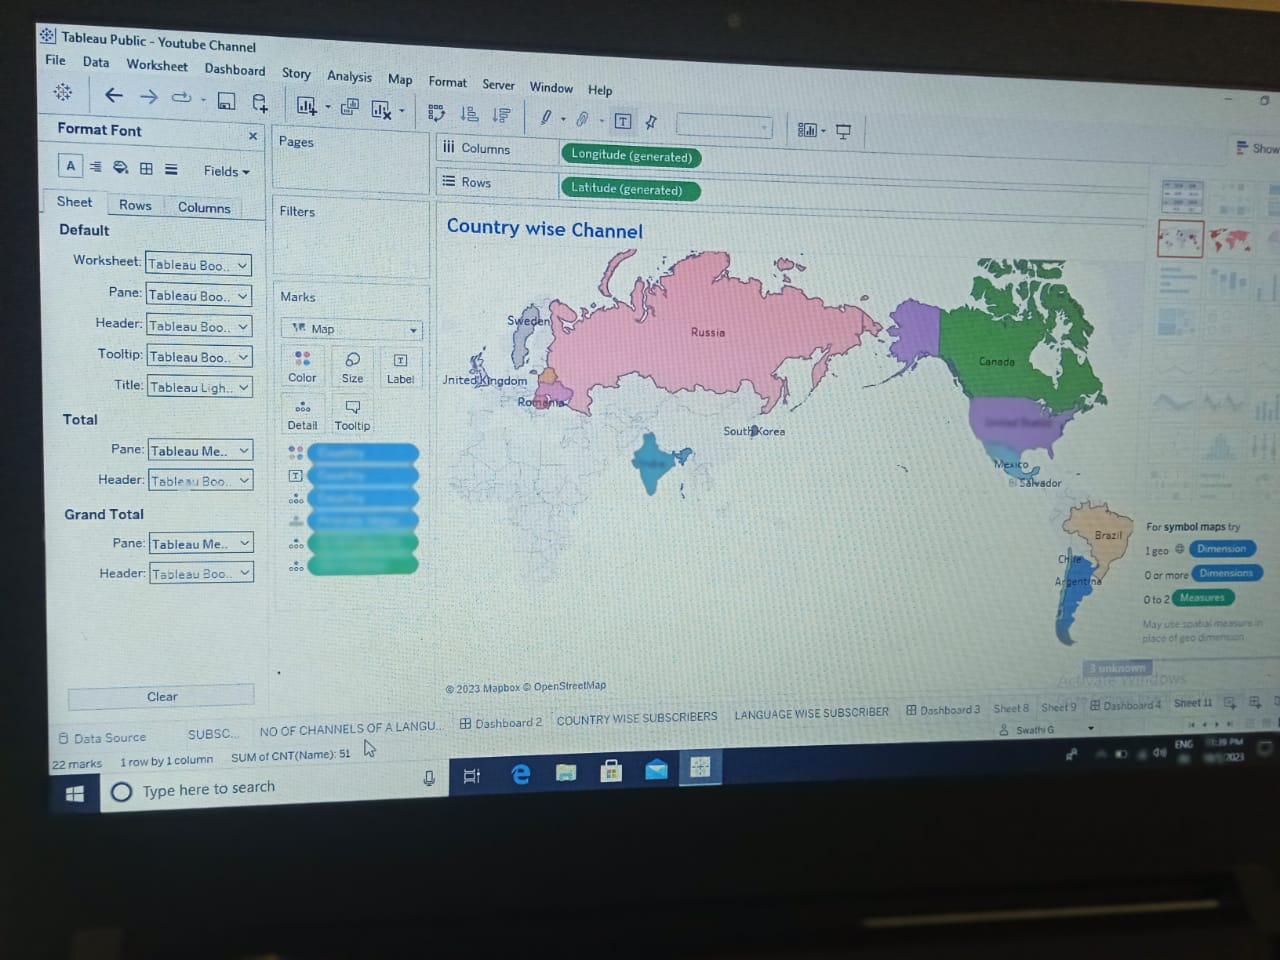 Tableau Public - Youtube Channel
File Data Worksheet Dashboard Story Analysis Map Format Server Window Help
Format Font
Fields
Sheet Rows Columns
Default
Worksheet: Tableau Boo..
Pane: Tableau Boo..
Header: Tableau Boo..
Tooltip: Tableau Boo..
Title: Tableau Ligh..
Total
Pane: Tableau Me..
Header: Tableau Boo..
Grand Total
Pane: Tableau Me..
Header: Tableau Boo..
Clear
Pages
Filters
Marks
Map
Color Size Label
Detail Tooltip
Columns Longitude (generated)
Rows Latitude (generated)
Show
Country wise Channel
Sweden
Russia
United Kingdom
Romania
South Korea
Canada
Mexico
El Salvador
Brazil
Chile
Argentina
© 2023 Mapbox © OpenStreetMap
For symbol maps try
1 geo Dimension
0 or more Dimensions
0 to 2 Measures
May use spatial measure in
place of geo dimension
3 unknown
Activate Windows
Data Source SUBSC... NO OF CHANNELS OF A LANGU... Dashboard 2 COUNTRY WISE SUBSCRIBERS LANGUAGE WISE SUBSCRIBER Dashboard 3 Sheet 8 Sheet 9 Dashboard 4 Sheet 11
22 marks 1 row by 1 column SUM of CNT(Name): 51
Swathi G
Type here to search
ENG
PM
2023